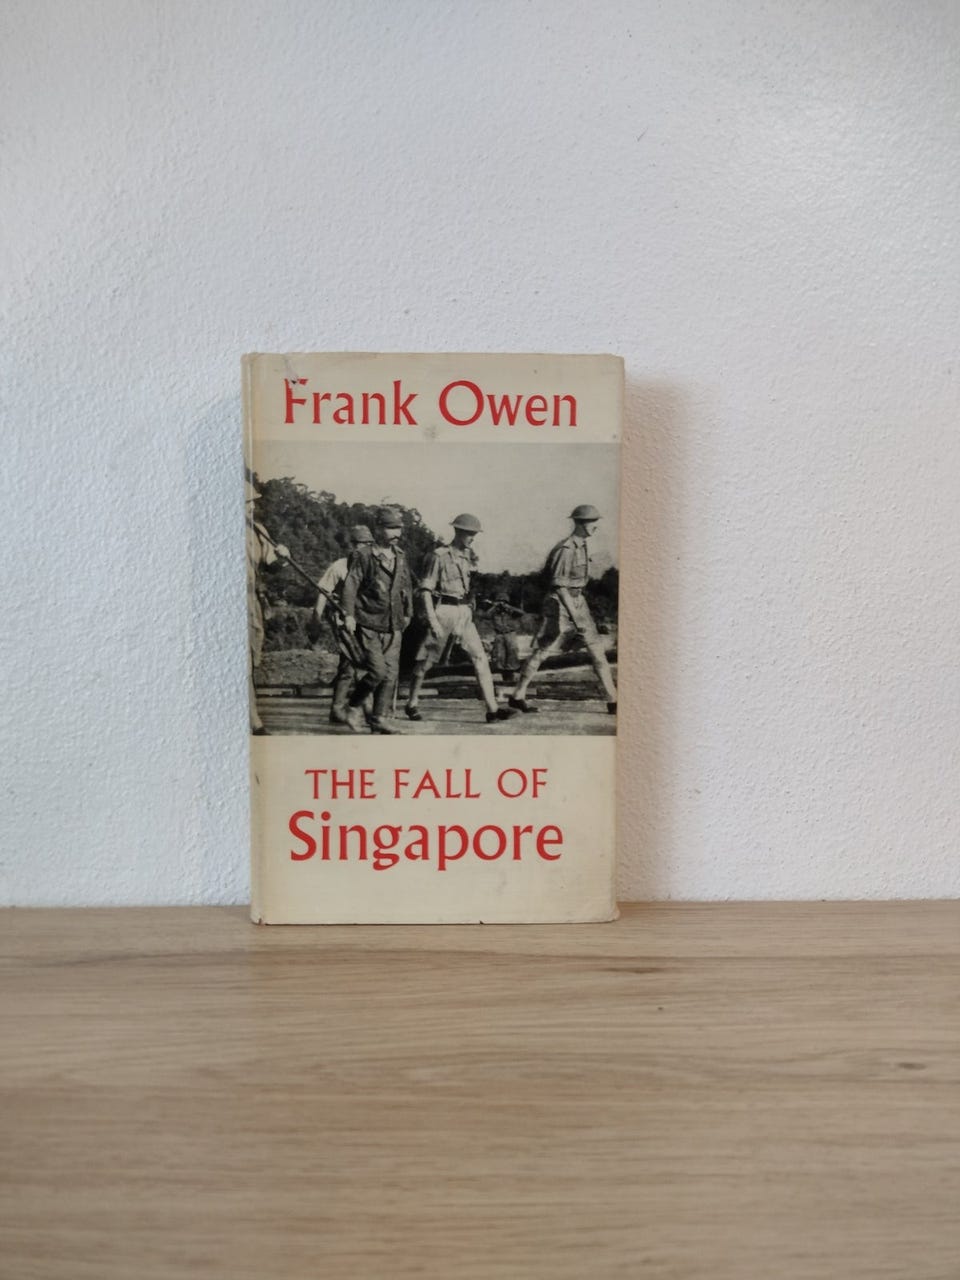 Frank Owen
THE FALL OF
Singapore